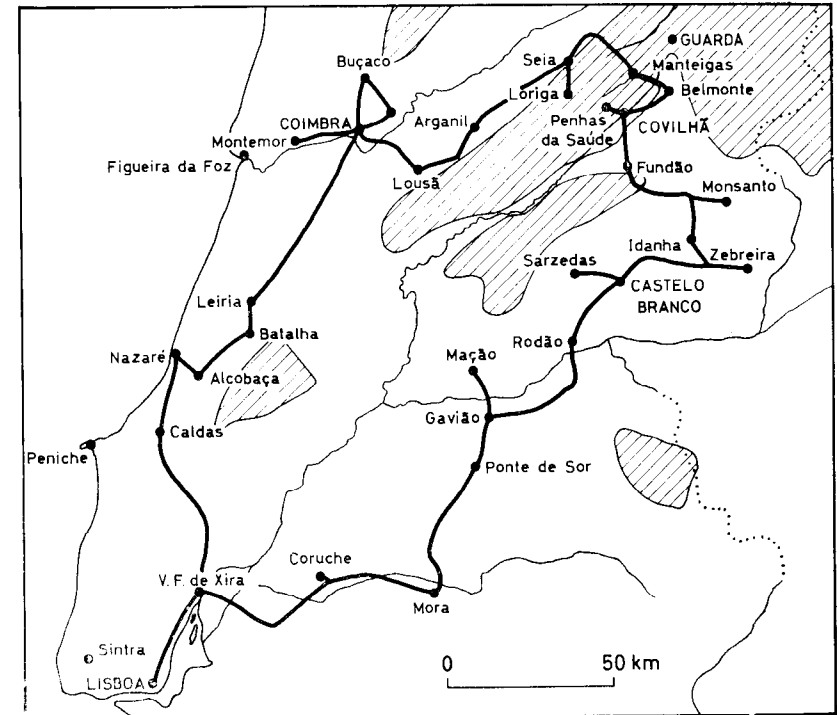 GUARDA
Seia
Manteigas
Buçaco
Loriga
Belmonte
COIMBRA
Arganil
Penhas
da Saúde
COVILHÃ
Montemor
Figueira da Foz
Lousã
Fundão
Monsanto
Idanha
Zebreira
Sarzedas
CASTELO
BRANCO
Leiria
Batalha
Rodão
Nazaré
Mação
Alcobaça
Gavião
Caldas
Peniche
Ponte de Sor
Coruche
V. F. de Xira
Mora
Sintra
LISBOA
0 50 km